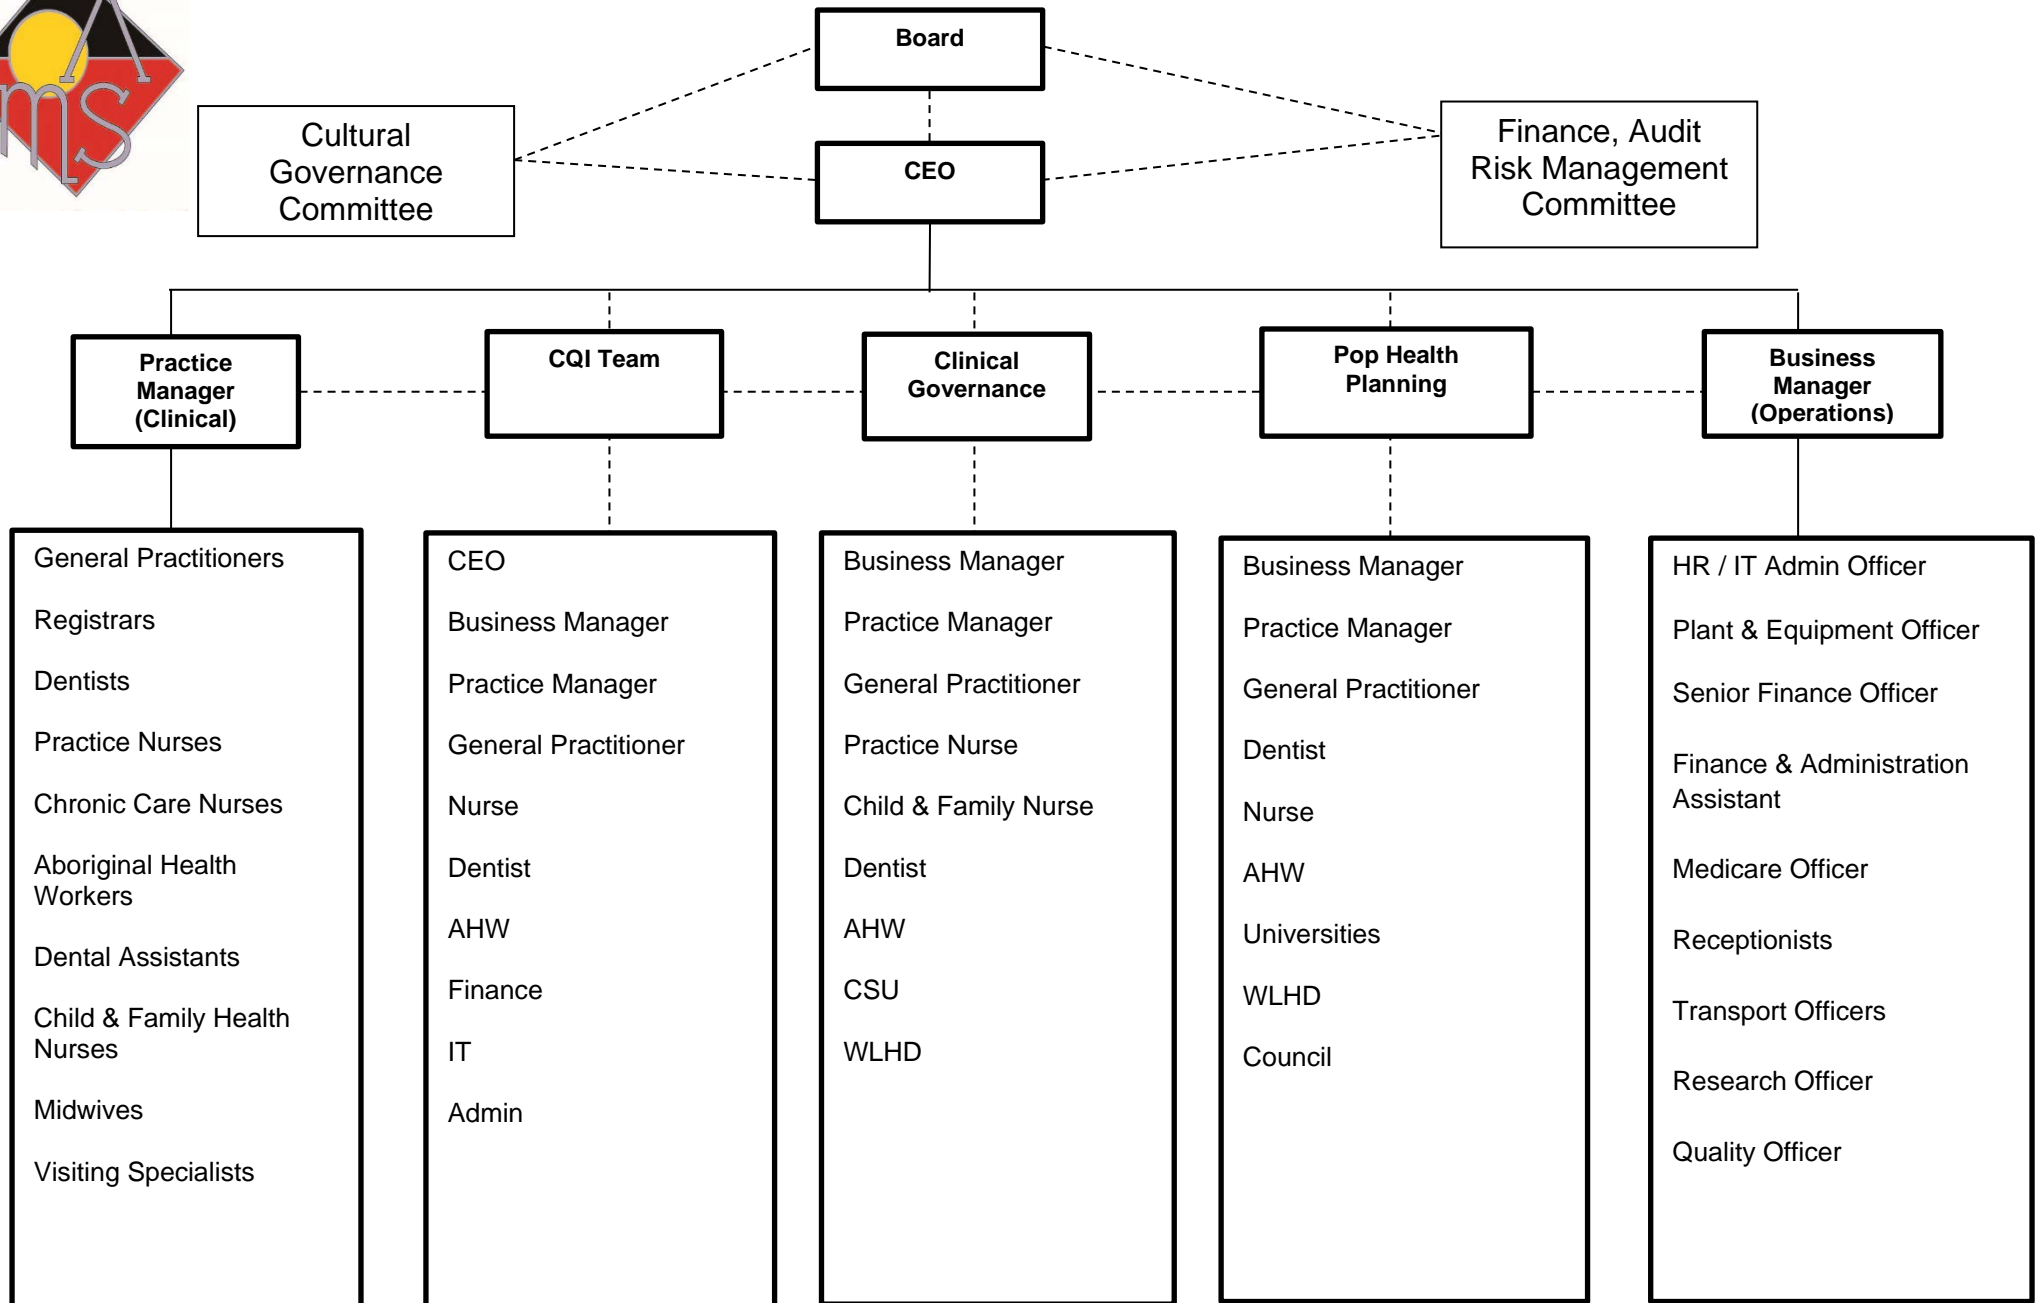 AMS
Board
Cultural
Governance
Committee
CEO
Finance, Audit
Risk Management
Committee
Practice
Manager
(Clinical)
CQI Team
Clinical
Governance
Pop Health
Planning
Business
Manager
(Operations)
General Practitioners
Registrars
Dentists
Practice Nurses
Chronic Care Nurses
Aboriginal Health
Workers
Dental Assistants
Child & Family Health
Nurses
Midwives
Visiting Specialists
CEO
Business Manager
Practice Manager
General Practitioner
Nurse
Dentist
AHW
Finance
IT
Admin
Business Manager
Practice Manager
General Practitioner
Practice Nurse
Child & Family Nurse
Dentist
AHW
CSU
WLHD
Business Manager
Practice Manager
General Practitioner
Dentist
Nurse
AHW
Universities
WLHD
Council
HR / IT Admin Officer
Plant & Equipment Officer
Senior Finance Officer
Finance & Administration
Assistant
Medicare Officer
Receptionists
Transport Officers
Research Officer
Quality Officer